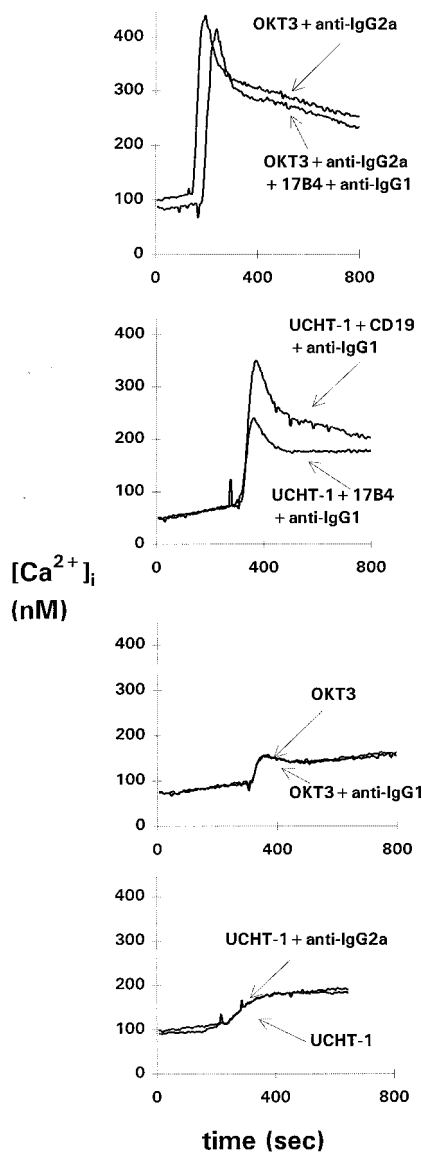 400
300
200
100
0
OKT3 + anti-IgG2a
OKT3 + anti-IgG2a
+ 17B4 + anti-IgG1
0 400 800
400
300
200
100
0
UCHT-1 + CD19
+ anti-IgG1
UCHT-1 + 17B4
+ anti-IgG1
0 400 800
[Ca2+]i
(nM)
400
300
200
100
0
OKT3
OKT3 + anti-IgG1
0 400 800
400
300
200
100
0
UCHT-1 + anti-IgG2a
UCHT-1
0 400 800
time (sec)